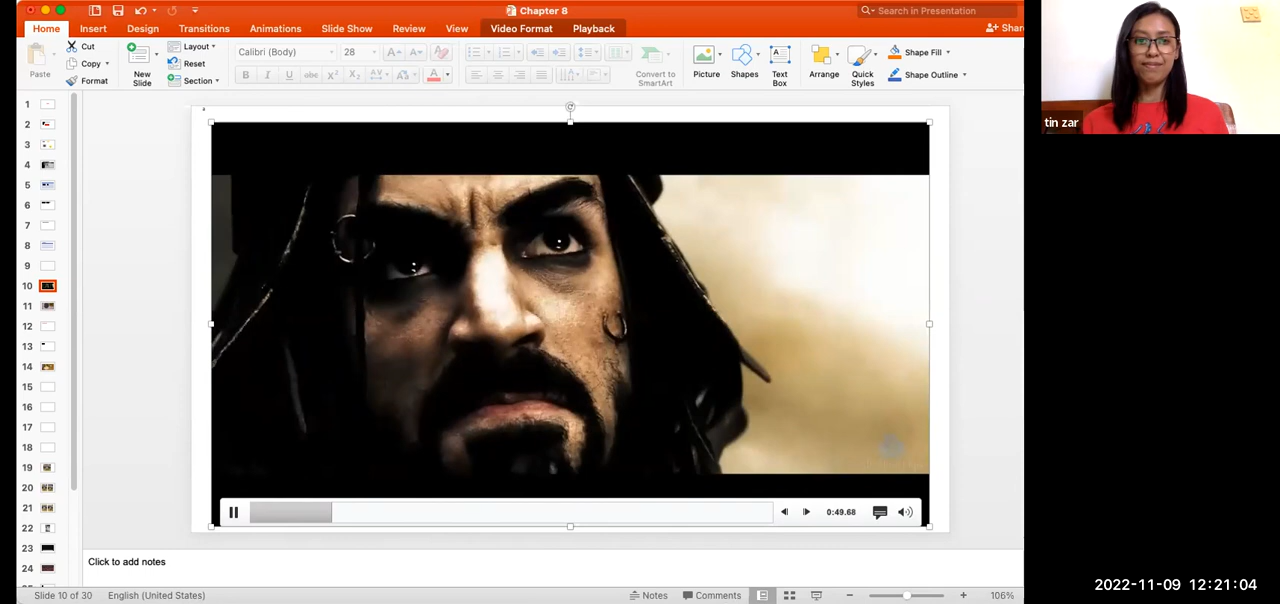 Chapter 8
Search in Presentation
Home Insert Design Transitions Animations Slide Show Review View Video Format Playback Shar
Paste Cut Copy Format
New Slide Layout Reset Section
Calibri (Body) 28
Convert to SmartArt
Picture Shapes Text Box Arrange Quick Styles Shape Fill Shape Outline
tin zar
1
2
3
4
5
6
7
8
9
10
11
12
13
14
15
16
17
18
19
20
21
22
23
24
0:49.68
Click to add notes
Slide 10 of 30 English (United States) Notes Comments 106%
2022-11-09 12:21:04